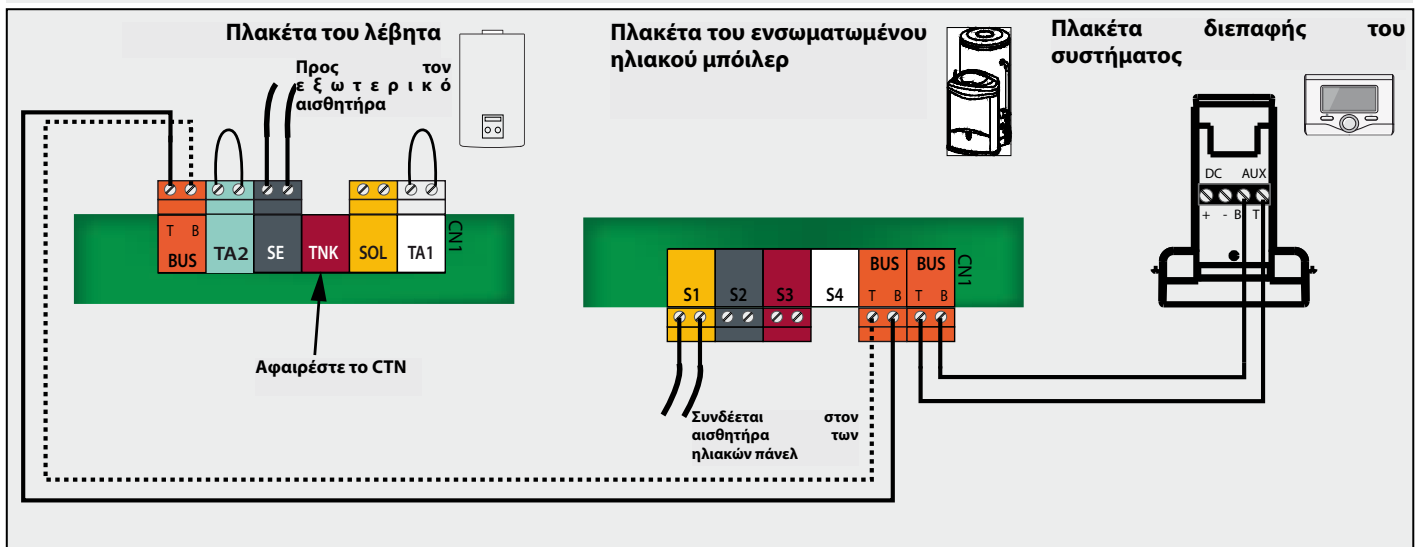 Πλακέτα του λέβητα
Προς τον
εξωτερικό
αισθητήρα
T B
BUS
TA2
SE
TNK
SOL
TA1
CN1
Αφαιρέστε το CTN
Πλακέτα του ενσωματωμένου
ηλιακού μπόιλερ
S1
S2
S3
S4
BUS
T B
BUS
T B
CN1
Συνδέεται στον
αισθητήρα των
ηλιακών πάνελ
Πλακέτα διεπαφής του
συστήματος
DC AUX
+ - B T